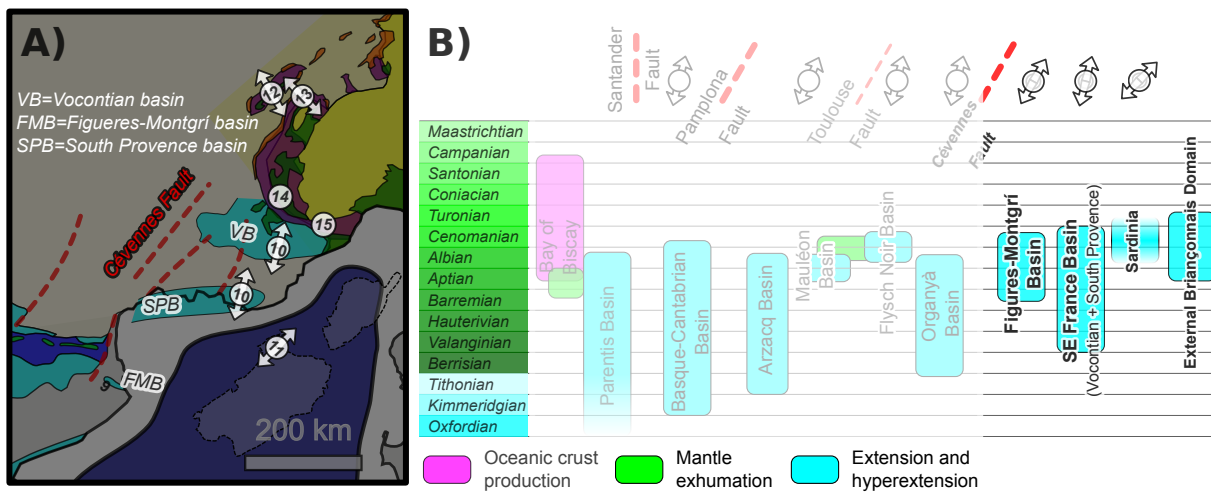 A)
VB=Vocontian basin
FMB=Figueres-Montgrí basin
SPB=South Provence basin
12
13
14
15
Cévennes Fault
VB
10
10
SPB
11
FMB
200 km
B)
Santander
Fault
Pamplona
Fault
Toulouse
Fault
Cévennes
Fault
Maastrichtian
Campanian
Santonian
Coniacian
Turonian
Cenomanian
Albian
Aptian
Barremian
Hauterivian
Valanginian
Berrisian
Tithonian
Kimmeridgian
Oxfordian
Bay of
Biscay
Parentis Basin
Basque-Cantabrian
Basin
Arzacq Basin
Mauléon
Basin
Flysch Noir Basin
Organyà
Basin
Figures-Montgrí
Basin
SE France Basin
(Vocontian + South Provence)
Sardinia
External Briançonnais Domain
Oceanic crust
production
Mantle
exhumation
Extension and
hyperextension